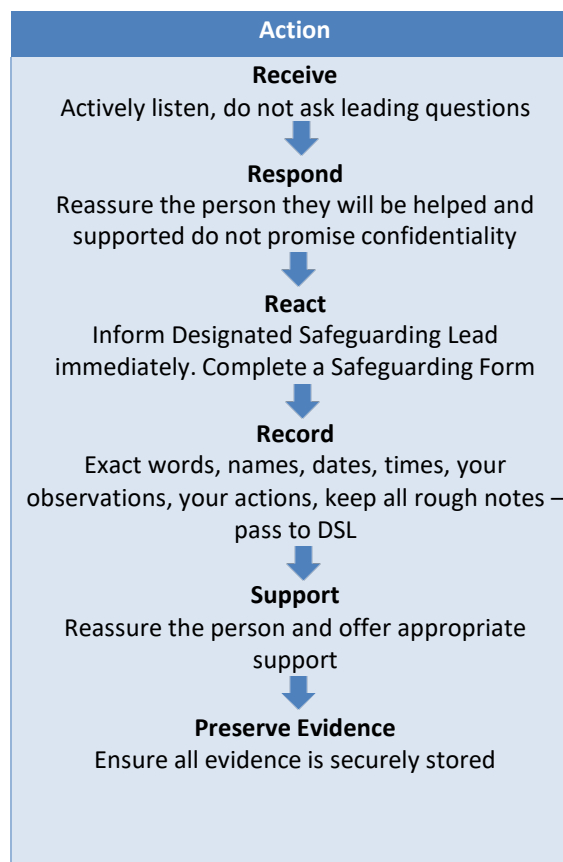 Action
Receive
Actively listen, do not ask leading questions
Respond
Reassure the person they will be helped and
supported do not promise confidentiality
React
Inform Designated Safeguarding Lead
immediately. Complete a Safeguarding Form
Record
Exact words, names, dates, times, your
observations, your actions, keep all rough notes –
pass to DSL
Support
Reassure the person and offer appropriate
support
Preserve Evidence
Ensure all evidence is securely stored